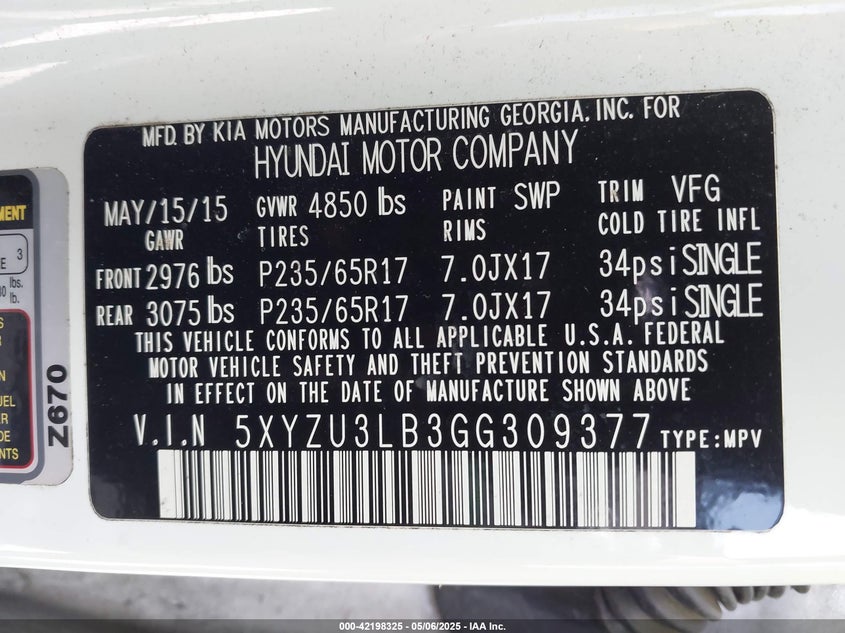 MFD. BY KIA MOTORS MANUFACTURING GEORGIA. INC. FOR
HYUNDAI MOTOR COMPANY
MAY/15/15 GVWR 4850 lbs PAINT SWP TRIM VFG
GAWR TIRES RIMS COLD TIRE INFL
FRONT 2976 lbs P235/65R17 7.0JX17 34psi SINGLE
REAR 3075 lbs P235/65R17 7.0JX17 34psi SINGLE
THIS VEHICLE CONFORMS TO ALL APPLICABLE U.S.A. FEDERAL
MOTOR VEHICLE SAFETY AND THEFT PREVENTION STANDARDS
IN EFFECT ON THE DATE OF MANUFACTURE SHOWN ABOVE
V.I.N 5XYZU3LB3GG309377 TYPE:MPV
3
lbs.
lb.
Z670
000-42198325 | 05/06/2025 - IAA Inc.